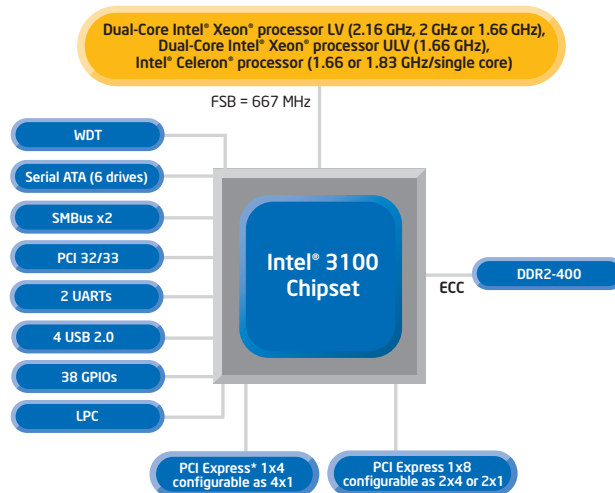 Dual-Core Intel® Xeon® processor LV (2.16 GHz, 2 GHz or 1.66 GHz),
Dual-Core Intel® Xeon® processor ULV (1.66 GHz),
Intel® Celeron® processor (1.66 or 1.83 GHz/single core)
FSB = 667 MHz
WDT
Serial ATA (6 drives)
SMBus x2
PCI 32/33
2 UARTs
4 USB 2.0
38 GPIOs
LPC
Intel® 3100
Chipset
ECC
DDR2-400
PCI Express* 1x4
configurable as 4x1
PCI Express 1x8
configurable as 2x4 or 2x1